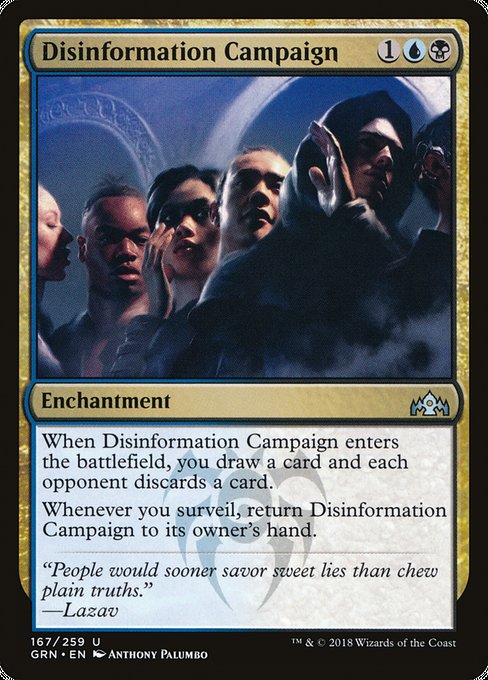 Disinformation Campaign 1
Enchantment
When Disinformation Campaign enters
the battlefield, you draw a card and each
opponent discards a card.
Whenever you surveil, return Disinformation
Campaign to its owner's hand.
"People would sooner savor sweet lies than chew
plain truths."
—Lazav
167/259 U
GRN • EN Anthony Palumbo
™ & © 2018 Wizards of the Coast